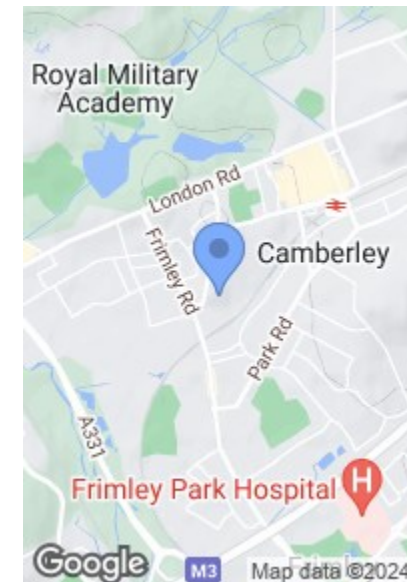 Royal Military
Academy
London Rd
Frimley Rd
Camberley
Park Rd
A331
Frimley Park Hospital
H
Frimley
Google
M3
Map data ©2024